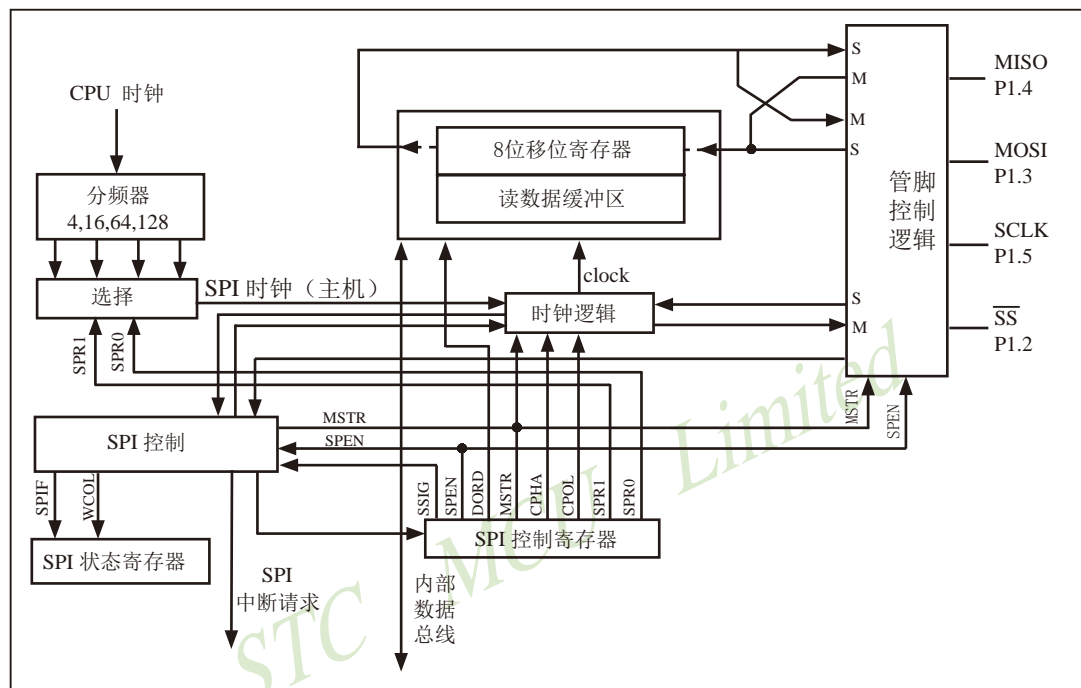 CPU 时钟
分频器
4,16,64,128
选择
SPI 时钟（主机）
SPR1
SPR0
8位移位寄存器
读数据缓冲区
clock
时钟逻辑
S
M
M
S
S
M
管脚
控制
逻辑
MISO
P1.4
MOSI
P1.3
SCLK
P1.5
SS
P1.2
MSTR
SPEN
SPI 控制
MSTR
SPEN
SPIF
WCOL
SPI 状态寄存器
SPI
中断请求
SSIG
SPEN
DORD
MSTR
CPHA
CPOL
SPR1
SPR0
SPI 控制寄存器
内部
数据
总线
STC MCU Limited